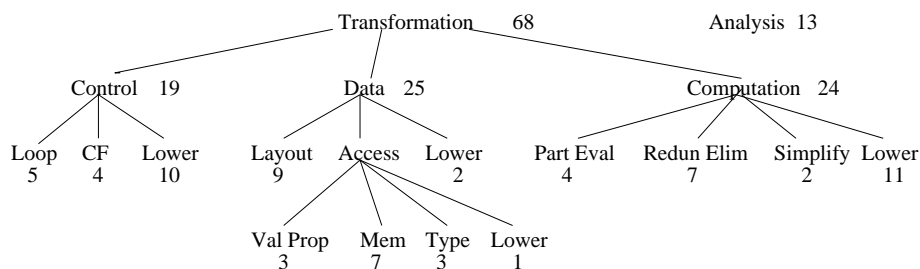 Transformation 68 Analysis 13
Control 19 Data 25 Computation 24
Loop CF Lower Layout Access Lower Part Eval Redun Elim Simplify Lower
5 4 10 9 2 4 7 2 11
Val Prop Mem Type Lower
3 7 3 1